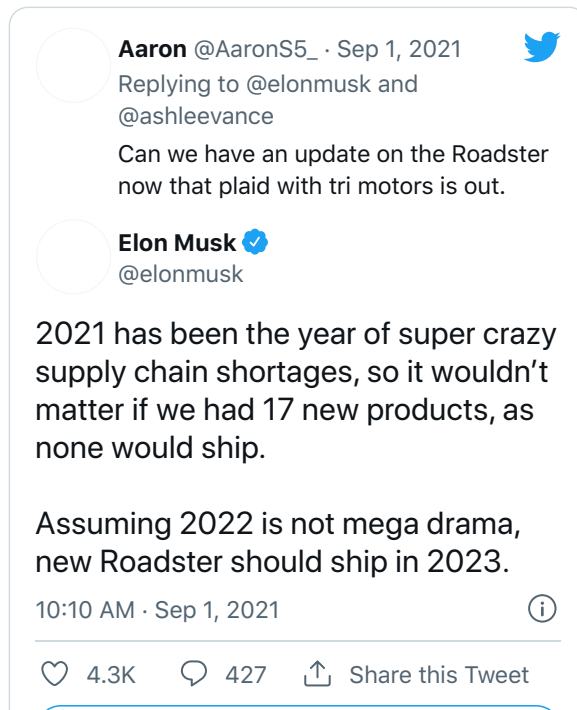 Aaron @AaronS5_ · Sep 1, 2021
Replying to @elonmusk and
@ashleevance
Can we have an update on the Roadster
now that plaid with tri motors is out.
Elon Musk
@elonmusk
2021 has been the year of super crazy
supply chain shortages, so it wouldn’t
matter if we had 17 new products, as
none would ship.
Assuming 2022 is not mega drama,
new Roadster should ship in 2023.
10:10 AM · Sep 1, 2021
4.3K 427 Share this Tweet